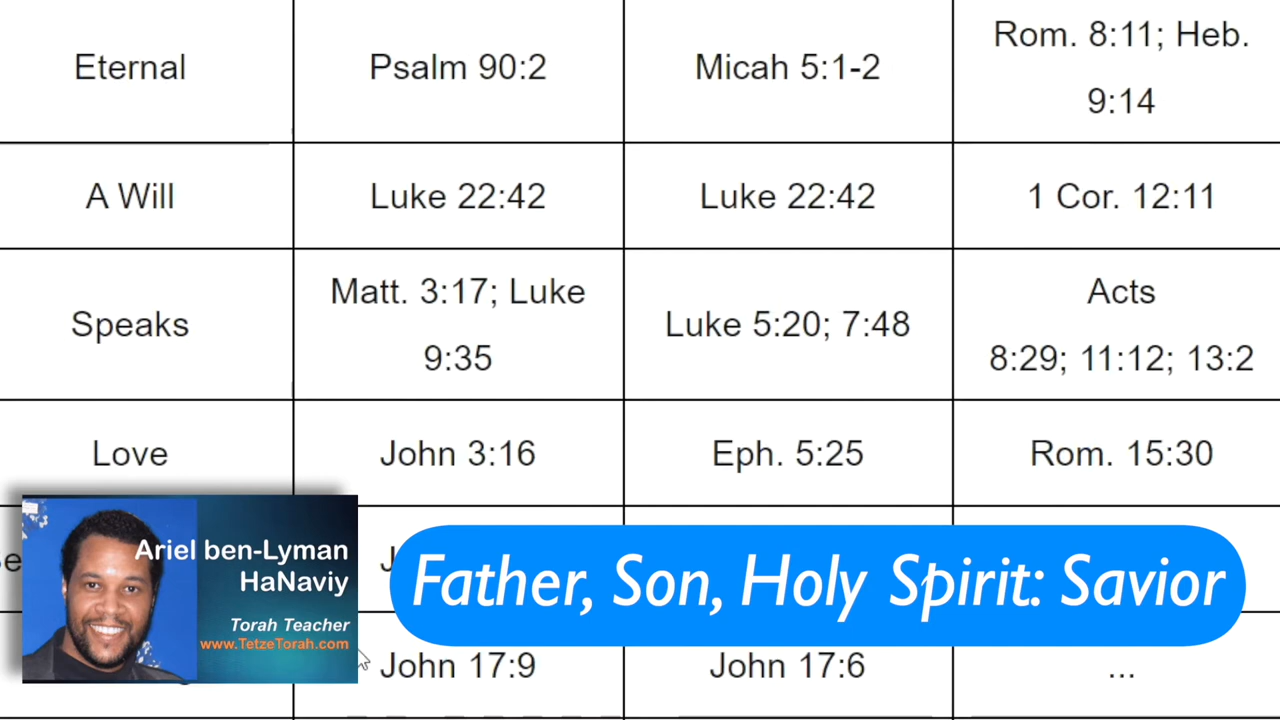 Eternal
Psalm 90:2
Micah 5:1-2
Rom. 8:11; Heb.
9:14
A Will
Luke 22:42
Luke 22:42
1 Cor. 12:11
Speaks
Matt. 3:17; Luke
9:35
Luke 5:20; 7:48
Acts
8:29; 11:12; 13:2
Love
John 3:16
Eph. 5:25
Rom. 15:30
Ariel ben-Lyman
HaNaviy
Torah Teacher
www.TetzeTorah.com
Father, Son, Holy Spirit: Savior
John 17:9
John 17:6
...